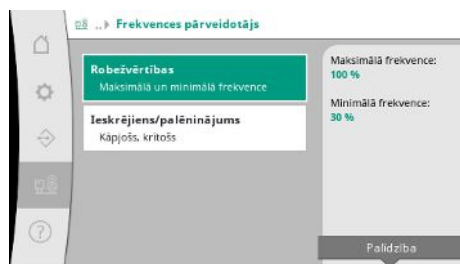 ..▸ Frekvences pārveidotājs
Robežvērtības
Maksimālā un minimālā frekvence
Ieskrējiens/palēninājums
Kāpjošs, krītošs
Maksimālā frekvence:
100 %
Minimālā frekvence:
30 %
?
Palīdzība